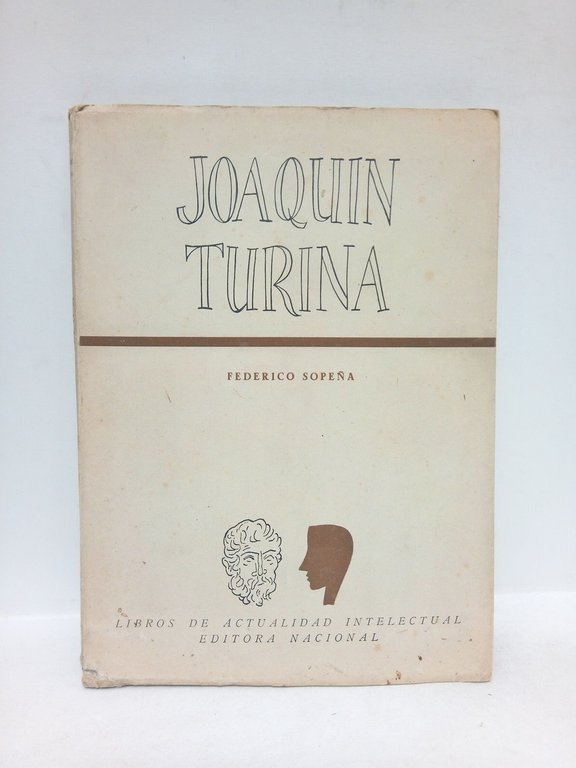 JOAQUIN
TURINA
FEDERICO SOPEÑA
LIBROS DE ACTUALIDAD INTELECTUAL
EDITORA NACIONAL